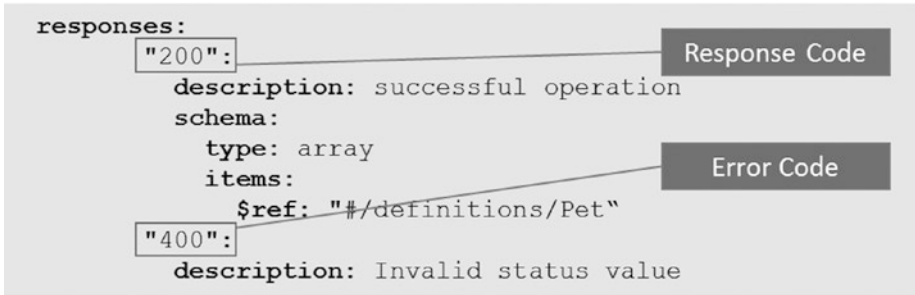 responses:
"200":
Response Code
description: successful operation
schema:
type: array
items:
Error Code
$ref: "#/definitions/Pet“
"400":
description: Invalid status value